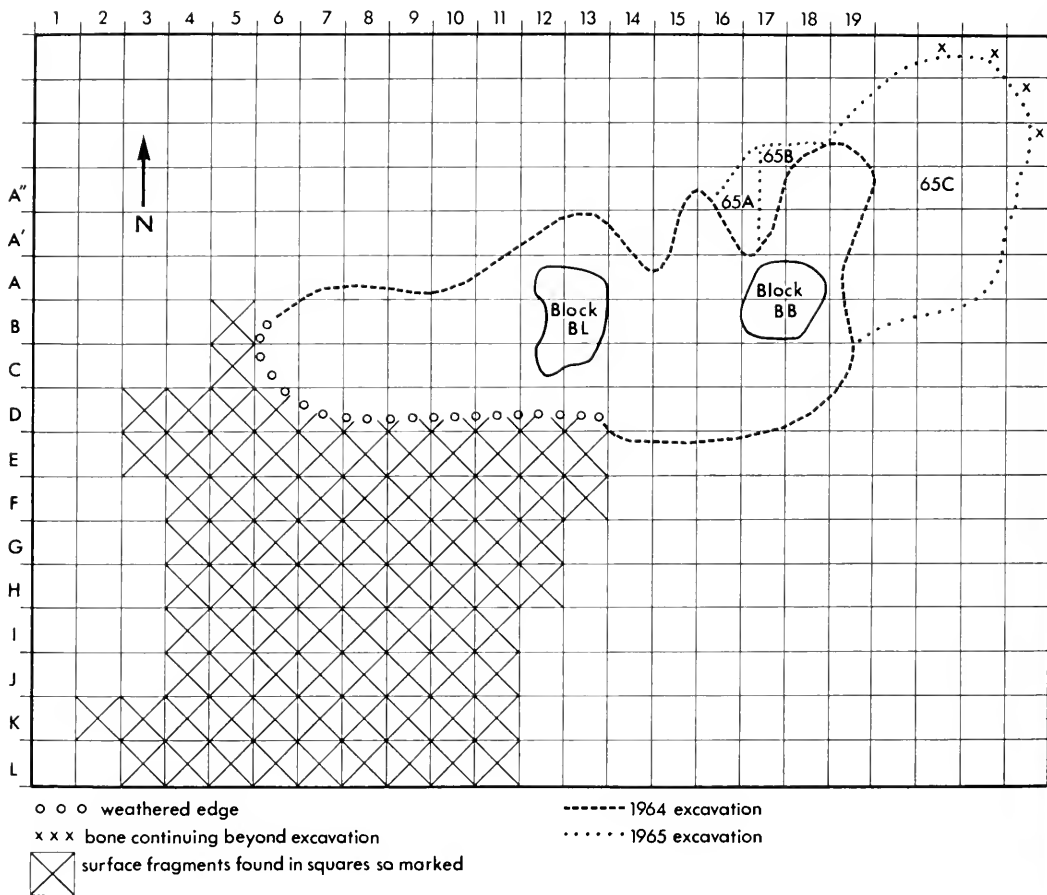 1 2 3 4 5 6 7 8 9 10 11 12 13 14 15 16 17 18 19
x x
x
x
65B
N
A" 65A 65C
A'
A
Block BL
Block BB
B
C
D
E
F
G
H
I
J
K
L
o o o weathered edge
-------- 1964 excavation
x x x bone continuing beyond excavation
........ 1965 excavation
surface fragments found in squares so marked